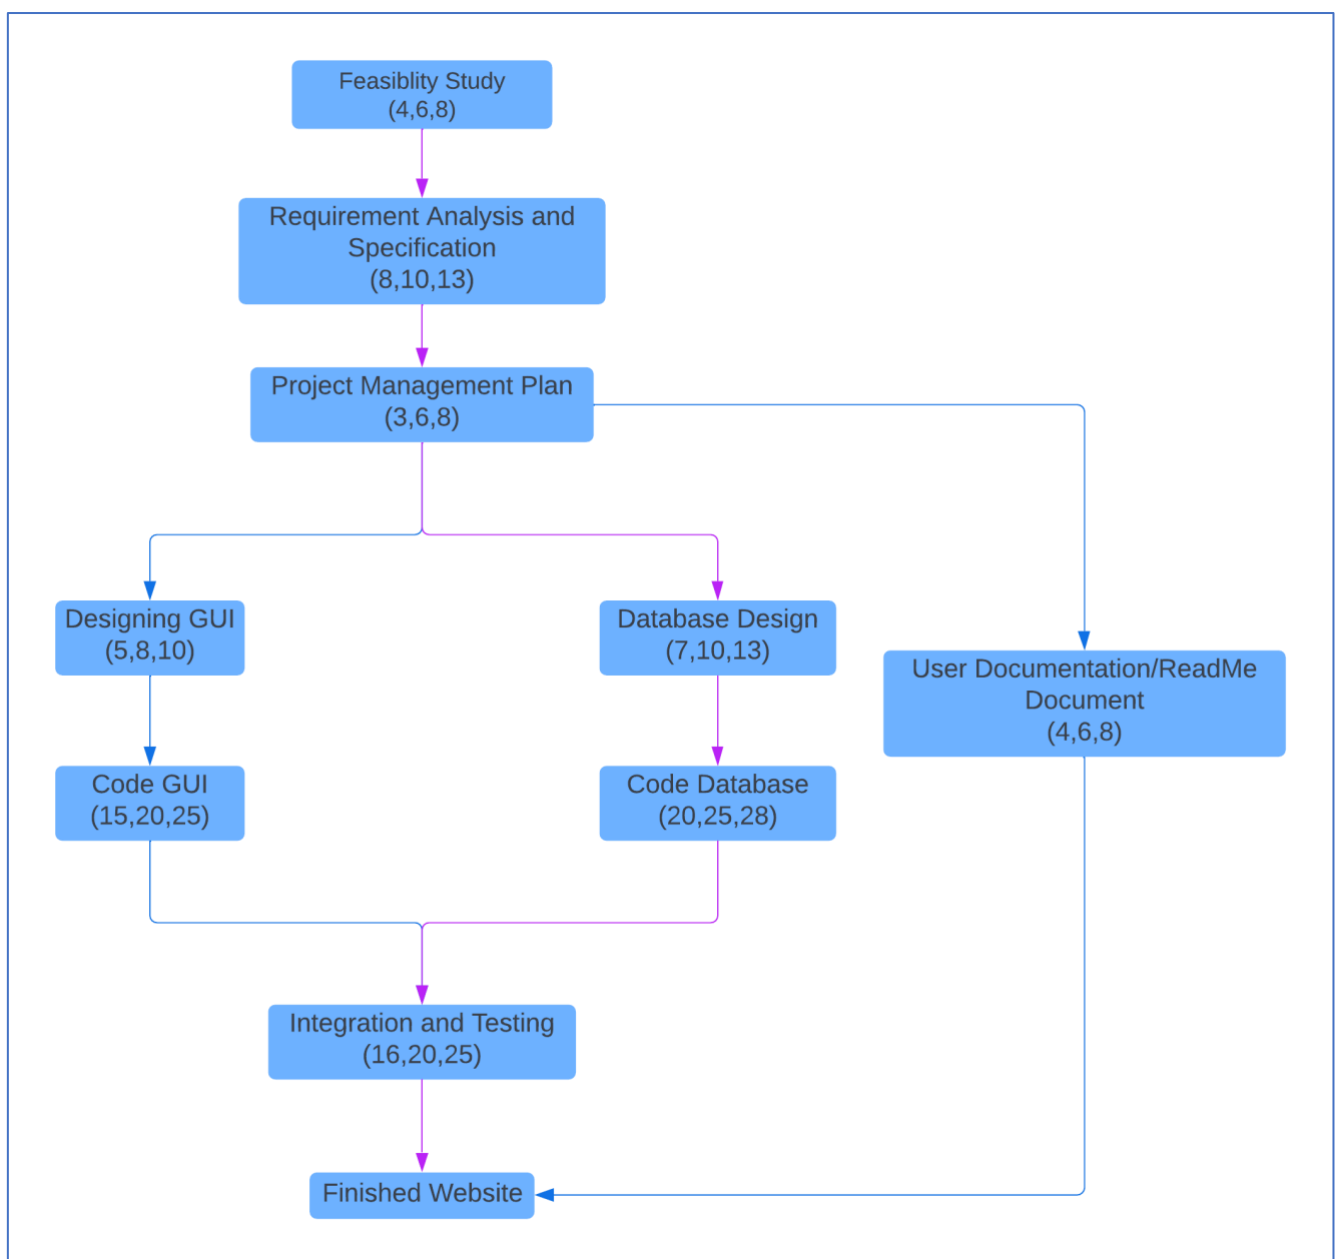 Feasiblity Study
(4,6,8)
Requirement Analysis and
Specification
(8,10,13)
Project Management Plan
(3,6,8)
Designing GUI
(5,8,10)
Database Design
(7,10,13)
User Documentation/ReadMe
Document
(4,6,8)
Code GUI
(15,20,25)
Code Database
(20,25,28)
Integration and Testing
(16,20,25)
Finished Website